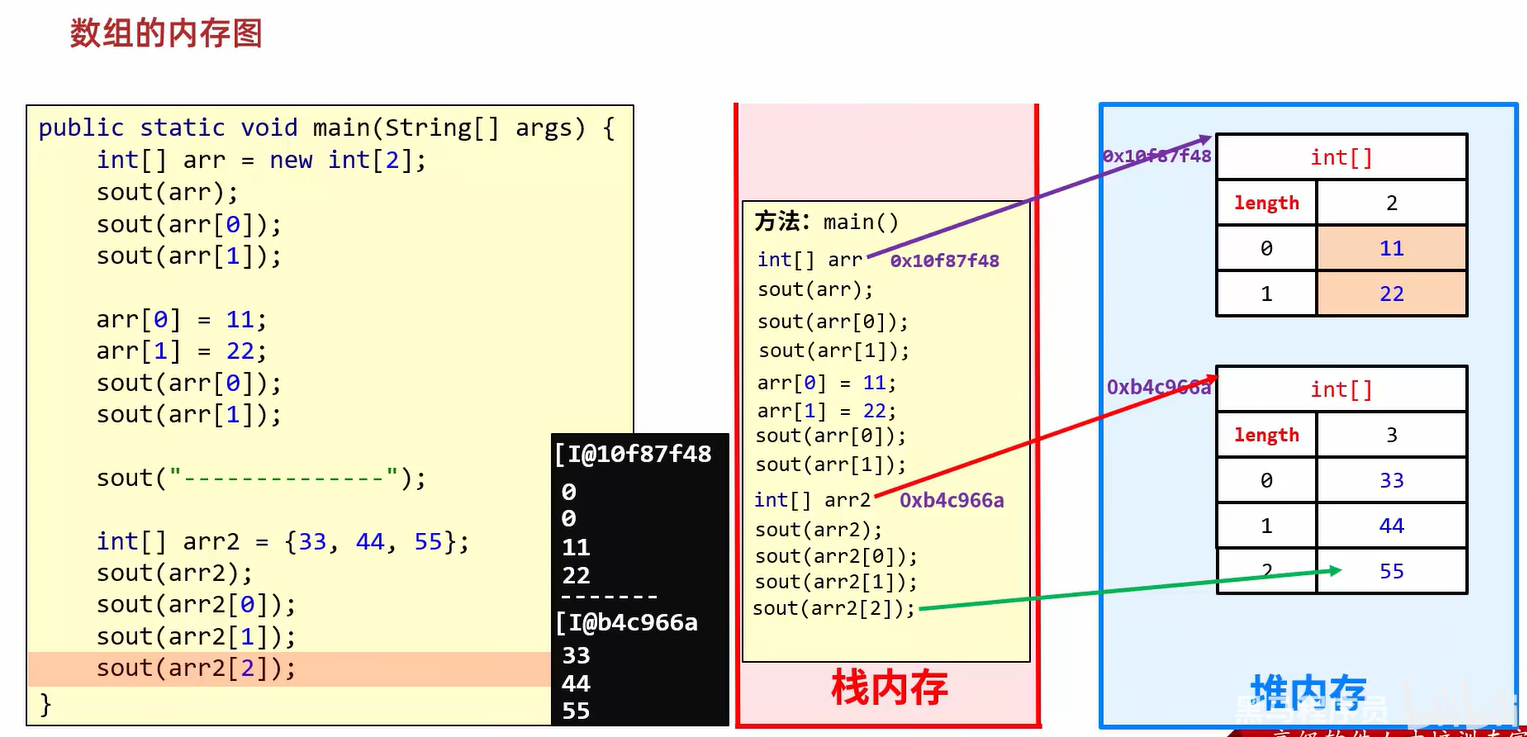 数组的内存图
public static void main(String[] args) {
int[] arr = new int[2];
sout(arr);
sout(arr[0]);
sout(arr[1]);
arr[0] = 11;
arr[1] = 22;
sout(arr[0]);
sout(arr[1]);
sout("--------------");
int[] arr2 = {33, 44, 55};
sout(arr2);
sout(arr2[0]);
sout(arr2[1]);
sout(arr2[2]);
}
[I@10f87f48
0
0
11
22
-------
[I@b4c966a
33
44
55
方法：main()
int[] arr 0x10f87f48
sout(arr);
sout(arr[0]);
sout(arr[1]);
arr[0] = 11;
arr[1] = 22;
sout(arr[0]);
sout(arr[1]);
int[] arr2 0xb4c966a
sout(arr2);
sout(arr2[0]);
sout(arr2[1]);
sout(arr2[2]);
栈内存
0x10f87f48 int[]
length 2
0 11
1 22
0xb4c966a int[]
length 3
0 33
1 44
2 55
堆内存
黑马程序员 bilibili